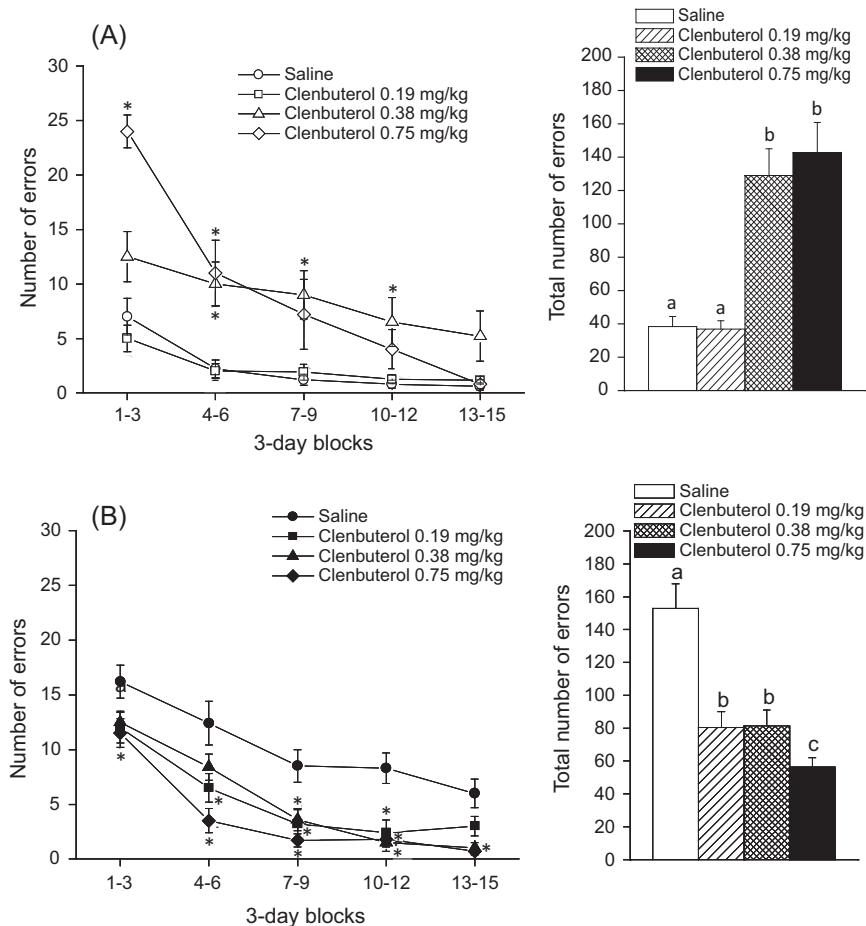 (A)
Saline
Clenbuterol 0.19 mg/kg
Clenbuterol 0.38 mg/kg
Clenbuterol 0.75 mg/kg
Number of errors
30
25
20
15
10
5
0
*
*
*
*
*
1-3 4-6 7-9 10-12 13-15
3-day blocks
Saline
Clenbuterol 0.19 mg/kg
Clenbuterol 0.38 mg/kg
Clenbuterol 0.75 mg/kg
Total number of errors
200
180
160
140
120
100
80
60
40
20
0
a a b b
(B)
Saline
Clenbuterol 0.19 mg/kg
Clenbuterol 0.38 mg/kg
Clenbuterol 0.75 mg/kg
Number of errors
30
25
20
15
10
5
0
*
*
*
*
*
*
*
*
*
*
1-3 4-6 7-9 10-12 13-15
3-day blocks
Saline
Clenbuterol 0.19 mg/kg
Clenbuterol 0.38 mg/kg
Clenbuterol 0.75 mg/kg
Total number of errors
200
180
160
140
120
100
80
60
40
20
0
a b b c